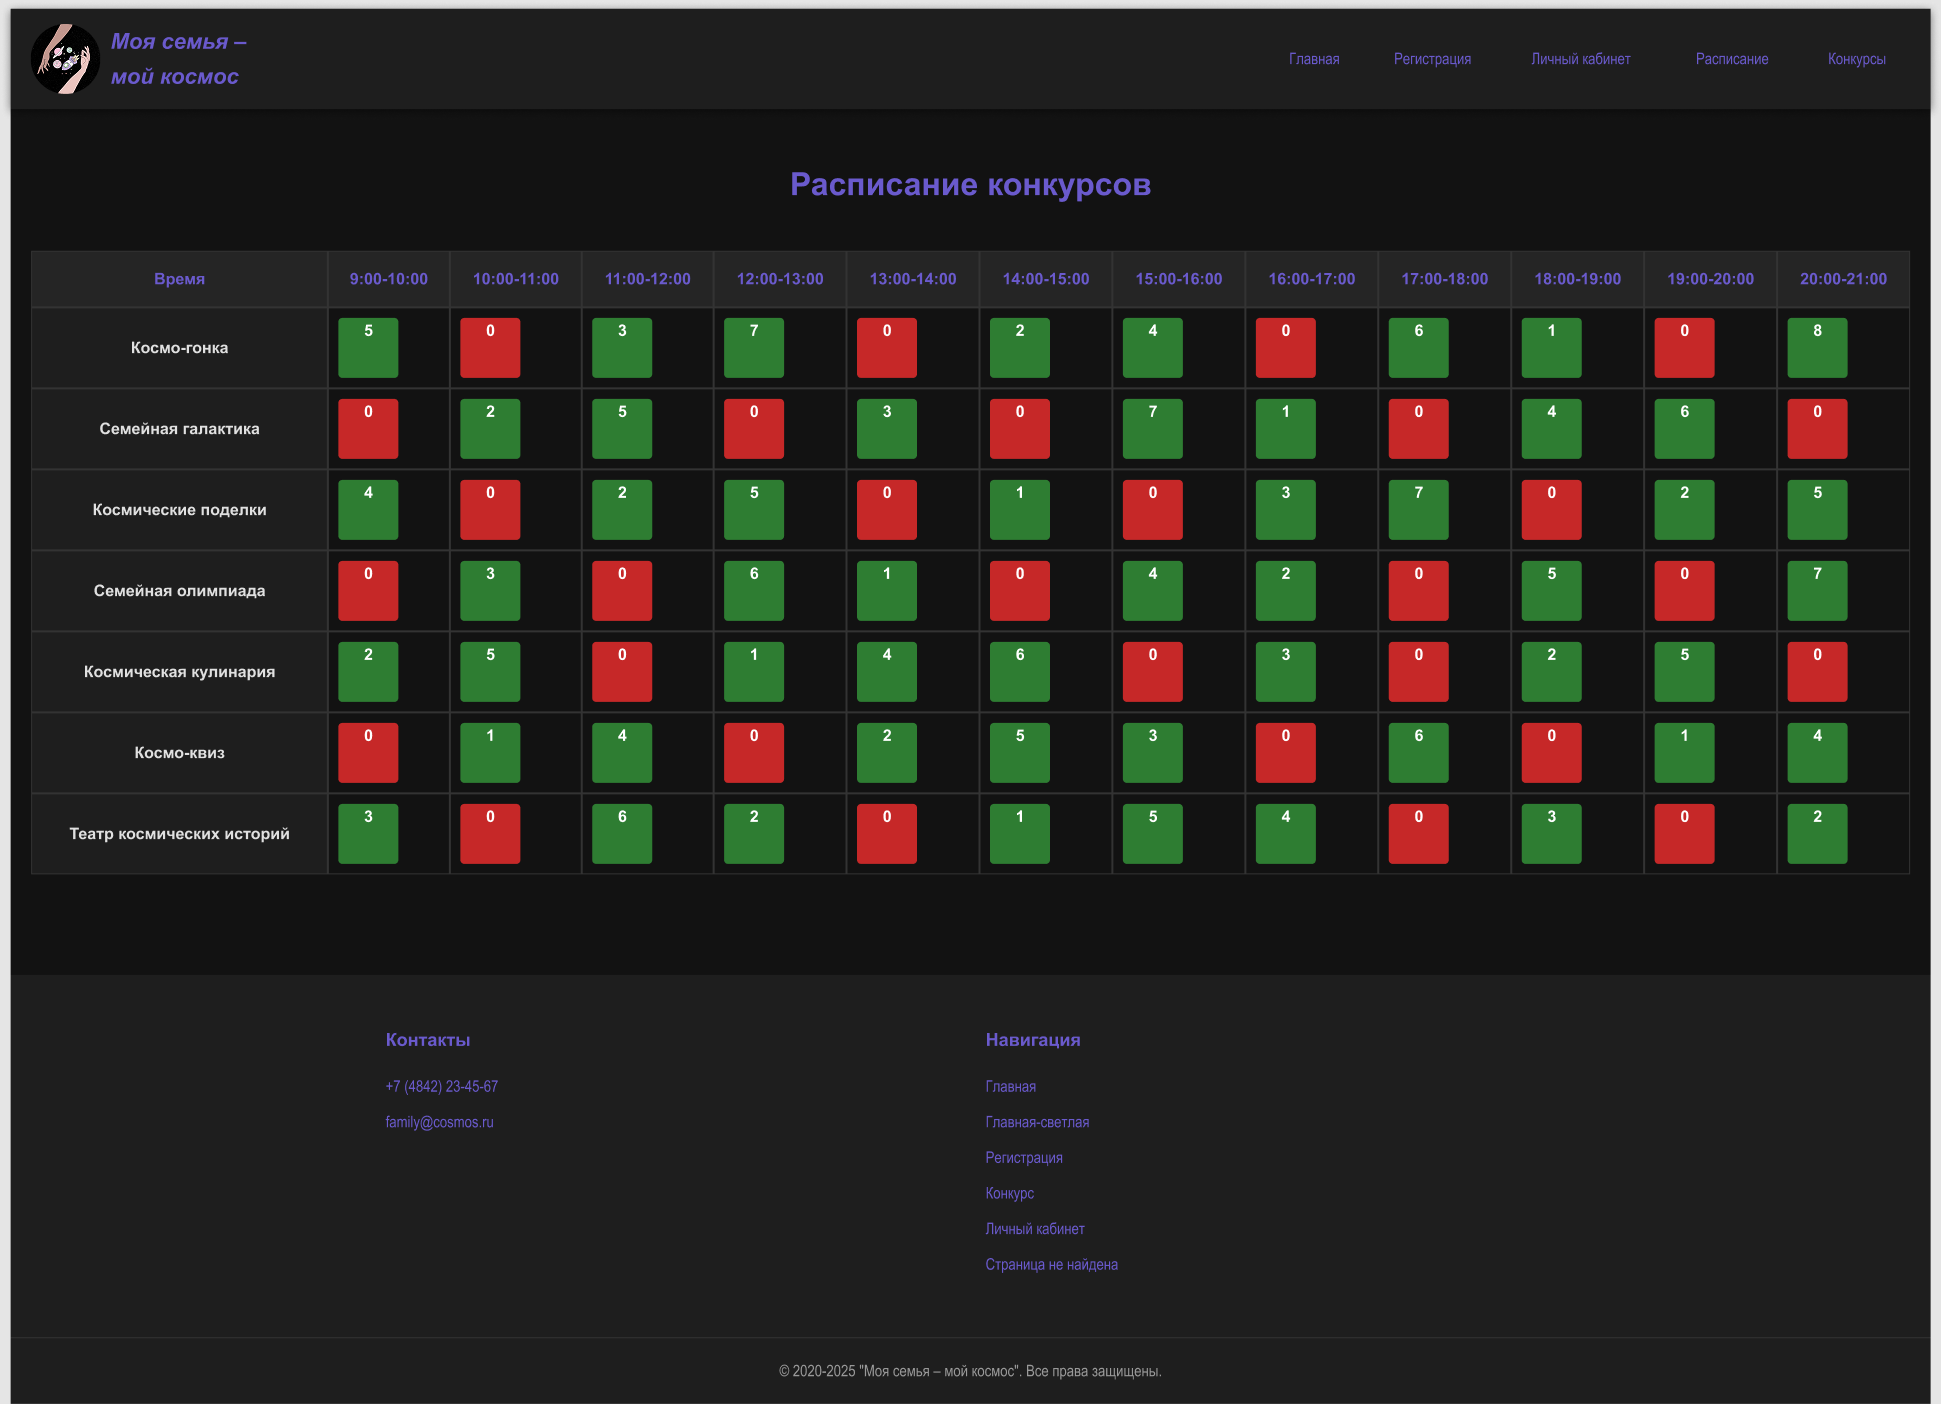 Моя семья –
мой космос
Главная Регистрация Личный кабинет Расписание Конкурсы
Расписание конкурсов
Время 9:00-10:00 10:00-11:00 11:00-12:00 12:00-13:00 13:00-14:00 14:00-15:00 15:00-16:00 16:00-17:00 17:00-18:00 18:00-19:00 19:00-20:00 20:00-21:00
Космо-гонка 5 0 3 7 0 2 4 0 6 1 0 8
Семейная галактика 0 2 5 0 3 0 7 1 0 4 6 0
Космические поделки 4 0 2 5 0 1 0 3 7 0 2 5
Семейная олимпиада 0 3 0 6 1 0 4 2 0 5 0 7
Космическая кулинария 2 5 0 1 4 6 0 3 0 2 5 0
Космо-квиз 0 1 4 0 2 5 3 0 6 0 1 4
Театр космических историй 3 0 6 2 0 1 5 4 0 3 0 2
Контакты
+7 (4842) 23-45-67
family@cosmos.ru
Навигация
Главная
Главная-светлая
Регистрация
Конкурс
Личный кабинет
Страница не найдена
© 2020-2025 "Моя семья – мой космос". Все права защищены.